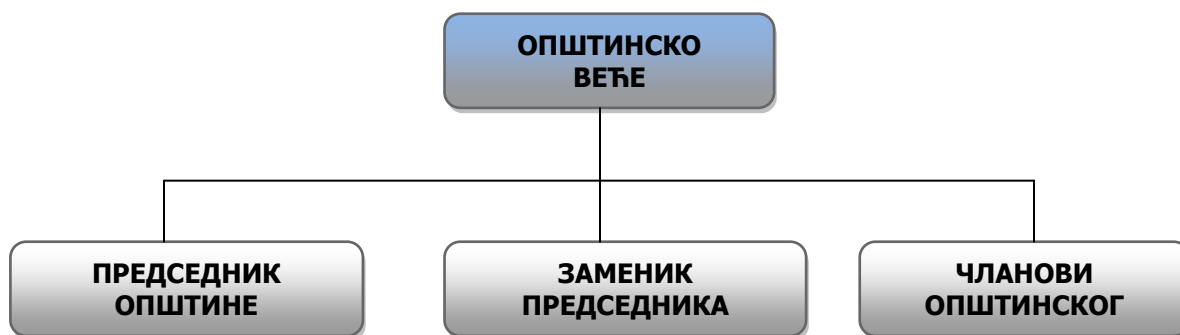 ОПШТИНСКО
ВЕЋЕ
ПРЕДСЕДНИК
ОПШТИНЕ
ЗАМЕНИК
ПРЕДСЕДНИКА
ЧЛАНОВИ
ОПШТИНСКОГ